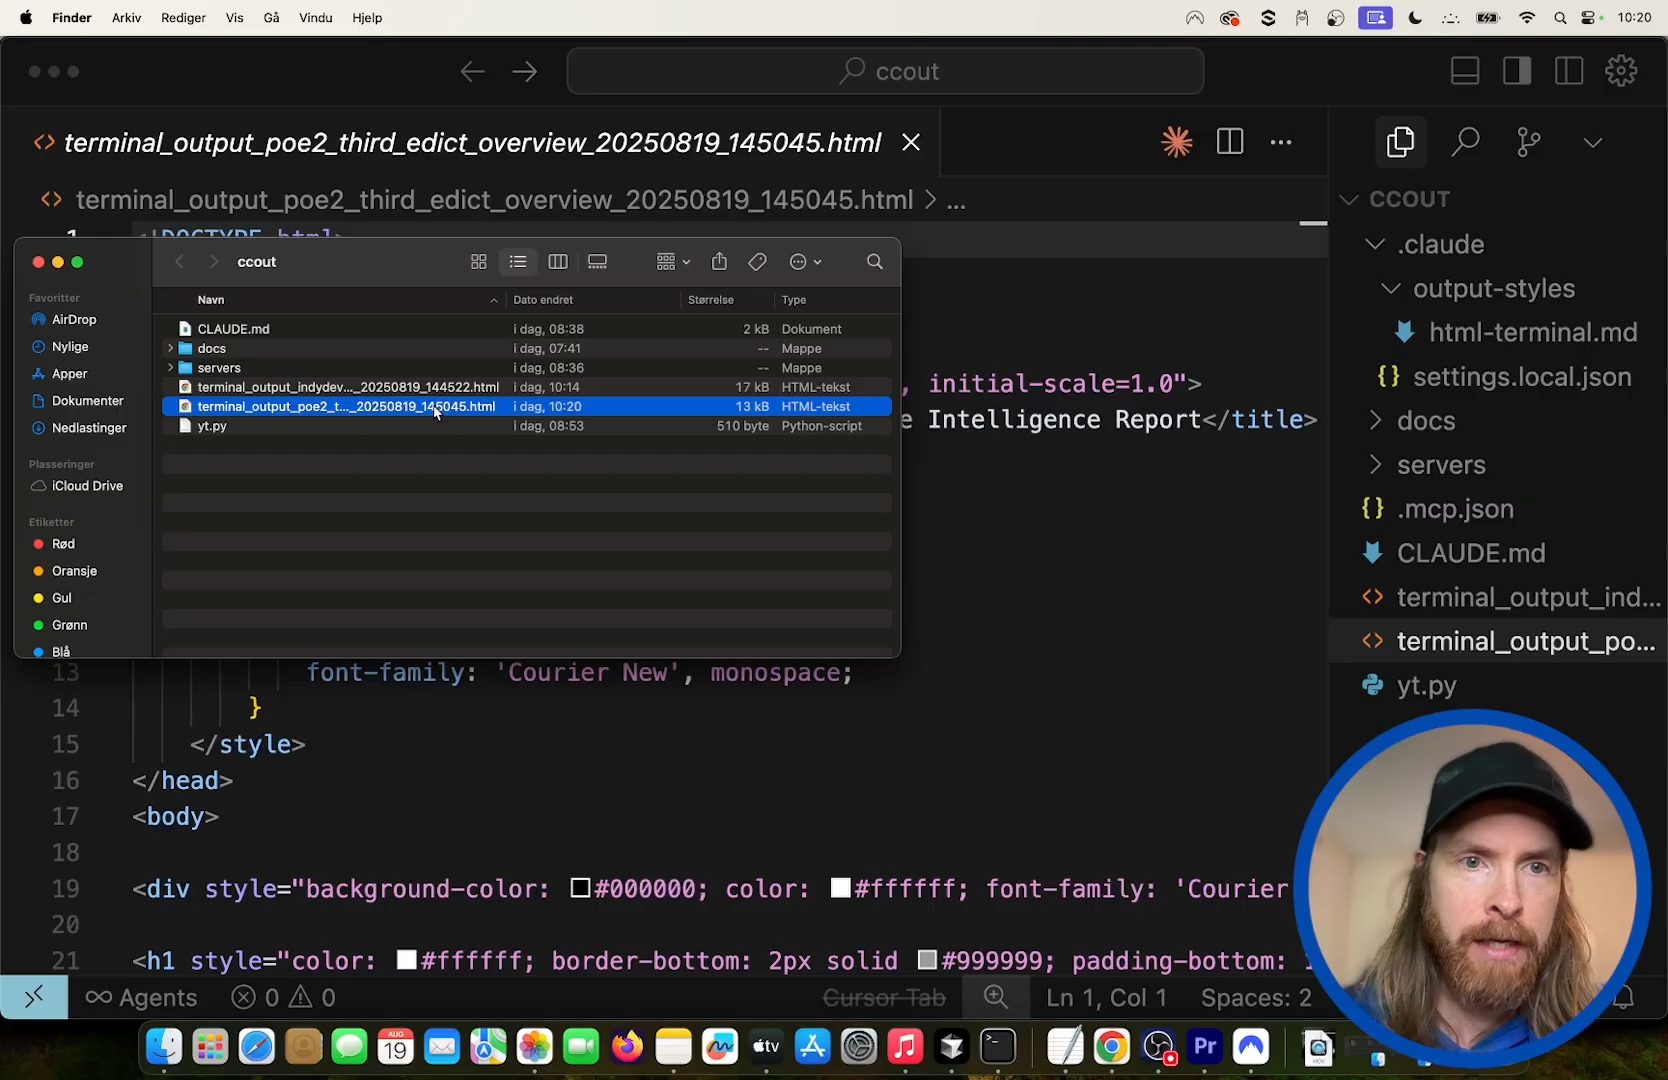 Finder Arkiv Rediger Vis Gå Vindu Hjelp 10:20
ccout
terminal_output_poe2_third_edict_overview_20250819_145045.html
terminal_output_poe2_third_edict_overview_20250819_145045.html > ...
1 <!DOCTYPE html>
ccout
Favoritter
AirDrop
Nylige
Apper
Dokumenter
Nedlastinger
Plasseringer
iCloud Drive
Etiketter
Rød
Oransje
Gul
Grønn
Blå
Navn Dato endret Størrelse Type
CLAUDE.md i dag, 08:38 2 kB Dokument
docs i dag, 07:41 -- Mappe
servers i dag, 08:36 -- Mappe
terminal_output_indydev..._20250819_144522.html i dag, 10:14 17 kB HTML-tekst
terminal_output_poe2_t..._20250819_145045.html i dag, 10:20 13 kB HTML-tekst
yt.py i dag, 08:53 510 byte Python-script
, initial-scale=1.0">
e Intelligence Report</title>
13 font-family: 'Courier New', monospace;
14 }
15 </style>
16 </head>
17 <body>
18
19 <div style="background-color: #000000; color: #ffffff; font-family: 'Courier
20
21 <h1 style="color: #ffffff; border-bottom: 2px solid #999999; padding-bottom: 1
CCOUT
.claude
output-styles
html-terminal.md
{} settings.local.json
docs
servers
{} .mcp.json
CLAUDE.md
terminal_output_ind...
terminal_output_po...
yt.py
Agents 0 0 Cursor Tab Ln 1, Col 1 Spaces: 2
AUG
19
tv
Pr